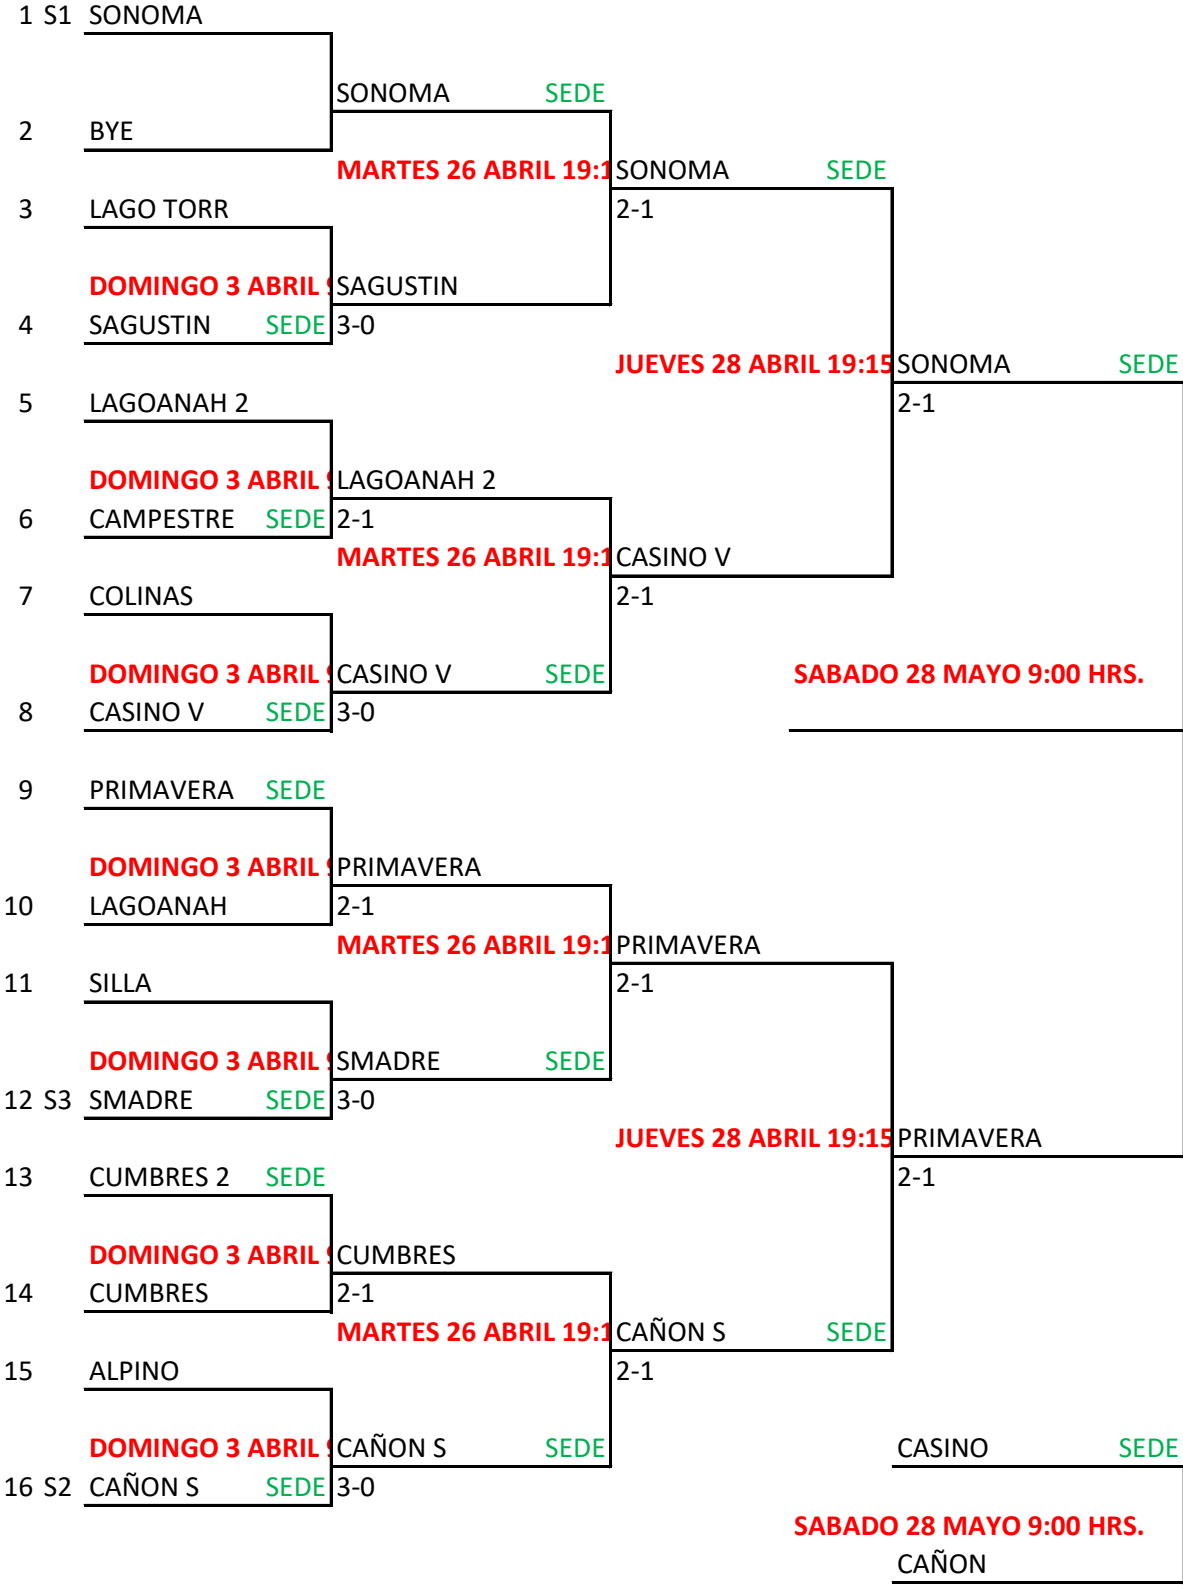 1 S1 SONOMA
SONOMA SEDE
2 BYE
MARTES 26 ABRIL 19:1 SONOMA SEDE
3 LAGO TORR 2-1
DOMINGO 3 ABRIL SAGUSTIN
4 SAGUSTIN SEDE 3-0
JUEVES 28 ABRIL 19:15 SONOMA SEDE
5 LAGOANAH 2 2-1
DOMINGO 3 ABRIL LAGOANAH 2
6 CAMPESTRE SEDE 2-1
MARTES 26 ABRIL 19:1 CASINO V
7 COLINAS 2-1
DOMINGO 3 ABRIL CASINO V SEDE SABADO 28 MAYO 9:00 HRS.
8 CASINO V SEDE 3-0
9 PRIMAVERA SEDE
DOMINGO 3 ABRIL PRIMAVERA
10 LAGOANAH 2-1
MARTES 26 ABRIL 19:1 PRIMAVERA
11 SILLA 2-1
DOMINGO 3 ABRIL SMADRE SEDE
12 S3 SMADRE SEDE 3-0
JUEVES 28 ABRIL 19:15 PRIMAVERA
13 CUMBRES 2 SEDE 2-1
DOMINGO 3 ABRIL CUMBRES
14 CUMBRES 2-1
MARTES 26 ABRIL 19:1 CAÑON S SEDE
15 ALPINO 2-1
DOMINGO 3 ABRIL CAÑON S SEDE CASINO SEDE
16 S2 CAÑON S SEDE 3-0
SABADO 28 MAYO 9:00 HRS.
CAÑON